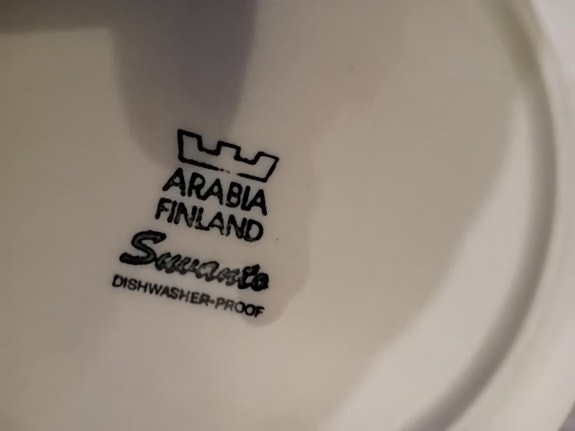 ARABIA
FINLAND
Suvanto
DISHWASHER-PROOF